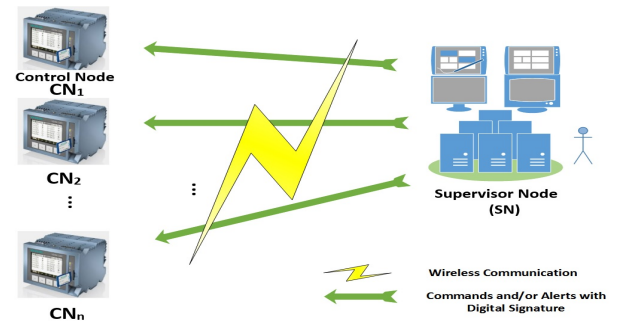 Control Node
CN₁
CN₂
⋮
⋮
CNₙ
Supervisor Node
(SN)
Wireless Communication
Commands and/or Alerts with
Digital Signature